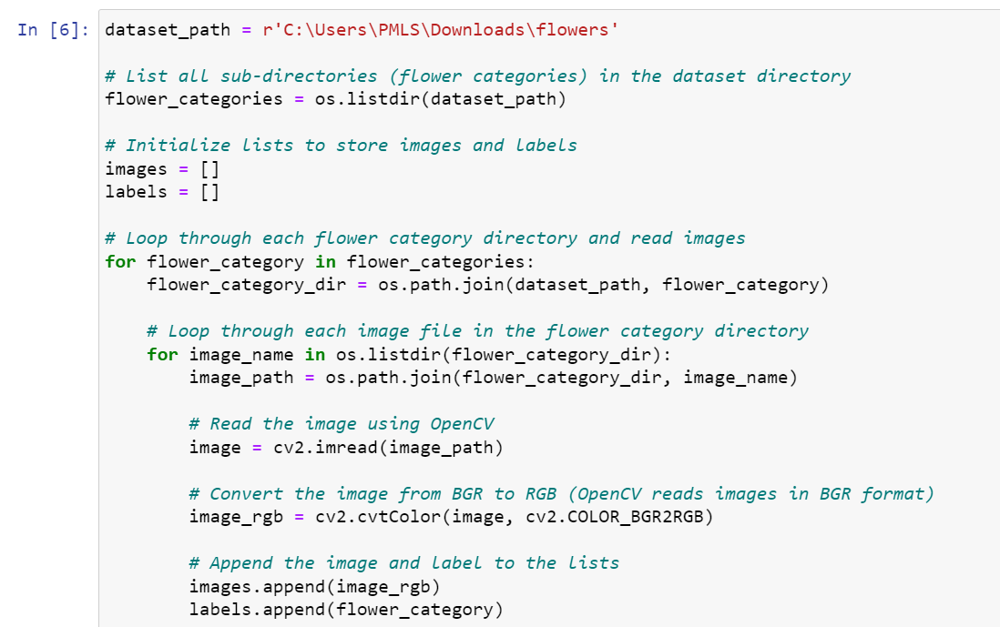 In [6]: dataset_path = r'C:\Users\PMLS\Downloads\flowers'
# List all sub-directories (flower categories) in the dataset directory
flower_categories = os.listdir(dataset_path)
# Initialize lists to store images and labels
images = []
labels = []
# Loop through each flower category directory and read images
for flower_category in flower_categories:
    flower_category_dir = os.path.join(dataset_path, flower_category)
    # Loop through each image file in the flower category directory
    for image_name in os.listdir(flower_category_dir):
        image_path = os.path.join(flower_category_dir, image_name)
        # Read the image using OpenCV
        image = cv2.imread(image_path)
        # Convert the image from BGR to RGB (OpenCV reads images in BGR format)
        image_rgb = cv2.cvtColor(image, cv2.COLOR_BGR2RGB)
        # Append the image and label to the lists
        images.append(image_rgb)
        labels.append(flower_category)